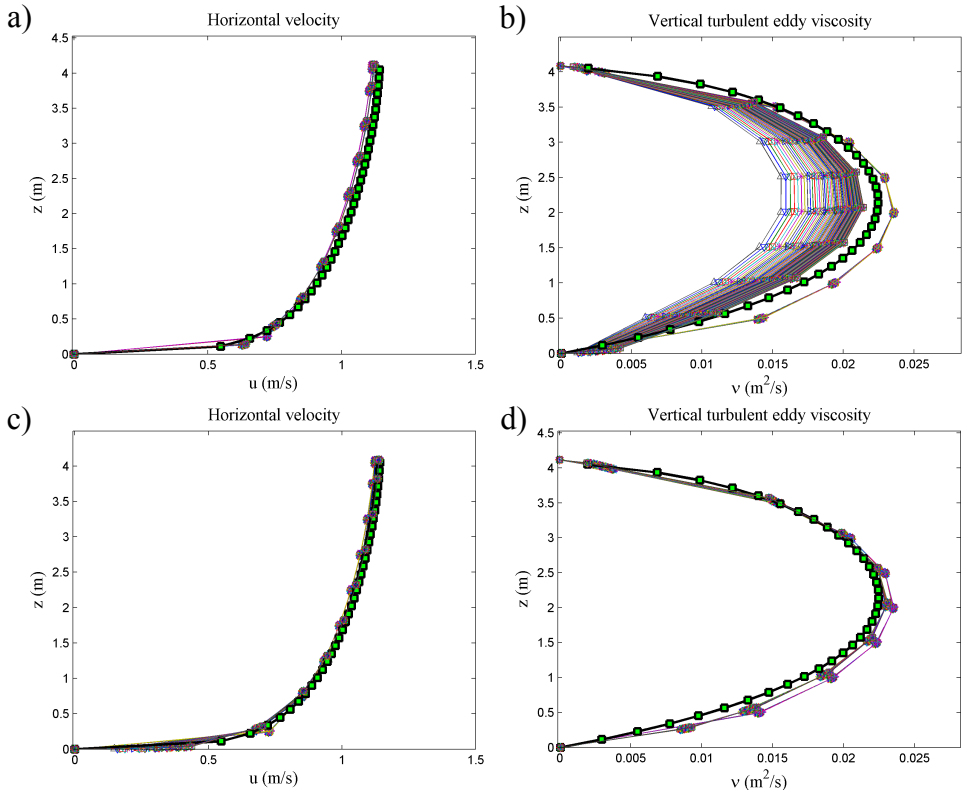 a)
Horizontal velocity
4.5
4
3.5
3
2.5
2
1.5
1
0.5
0
z (m)
0 0.5 1 1.5
u (m/s)
b)
Vertical turbulent eddy viscosity
4.5
4
3.5
3
2.5
2
1.5
1
0.5
0
z (m)
0 0.005 0.01 0.015 0.02 0.025
ν (m²/s)
c)
Horizontal velocity
4
3.5
3
2.5
2
1.5
1
0.5
0
z (m)
0 0.5 1 1.5
u (m/s)
d)
Vertical turbulent eddy viscosity
4.5
4
3.5
3
2.5
2
1.5
1
0.5
0
z (m)
0 0.005 0.01 0.015 0.02 0.025
ν (m²/s)